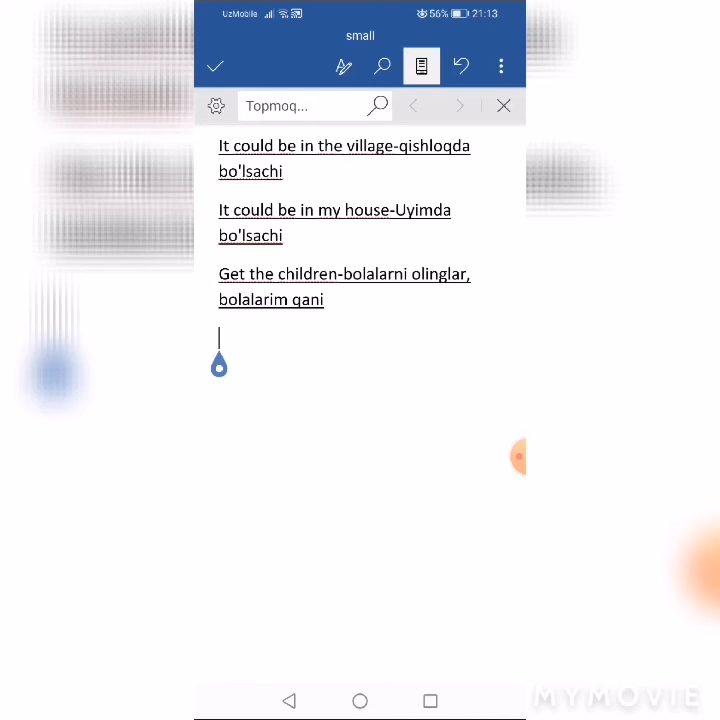 UzMobile 56% 21:13
small
Topmoq...
It could be in the village-qishloqda
bo'lsachi
It could be in my house-Uyimda
bo'lsachi
Get the children-bolalarni olinglar,
bolalarim qani
MYMOVIE